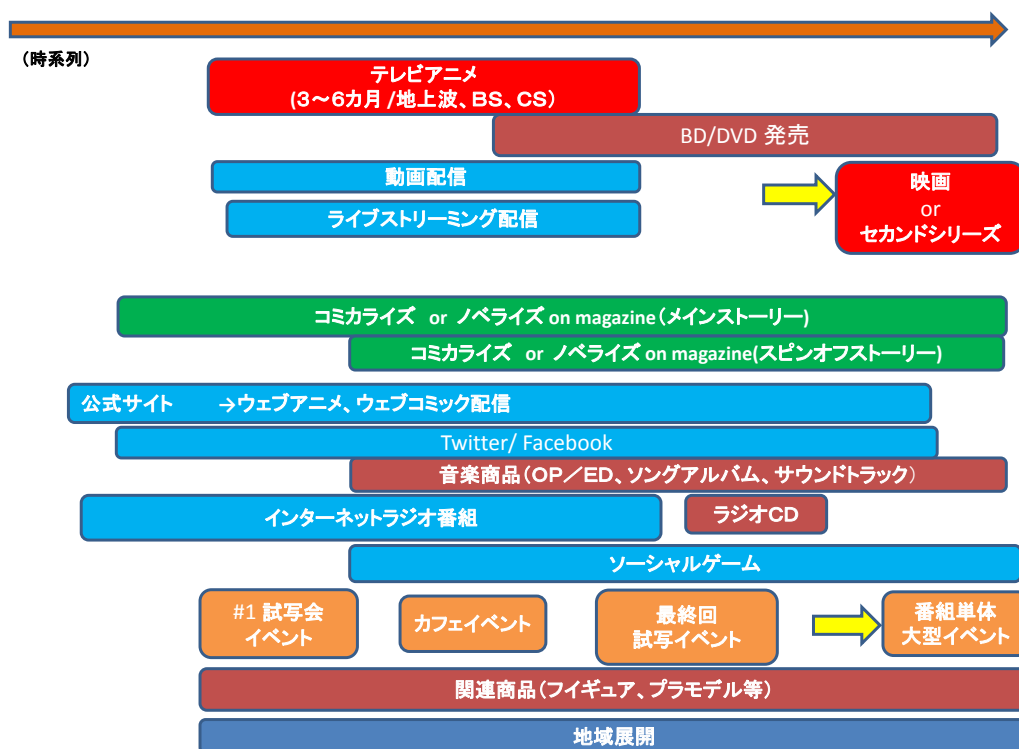 （時系列）
テレビアニメ
(３～６カ月 /地上波、ＢＳ、ＣＳ）
BD/DVD 発売
動画配信
映画
or
セカンドシリーズ
ライブストリーミング配信
コミカライズ or ノベライズ on magazine（メインストーリー)
コミカライズ or ノベライズ on magazine(スピンオフストーリー)
公式サイト →ウェブアニメ、ウェブコミック配信
Twitter/ Facebook
音楽商品（ＯＰ／ＥＤ、ソングアルバム、サウンドトラック）
インターネットラジオ番組
ラジオＣＤ
ソーシャルゲーム
#1 試写会
イベント
カフェイベント
最終回
試写イベント
番組単体
大型イベント
関連商品（フイギュア、プラモデル等）
地域展開